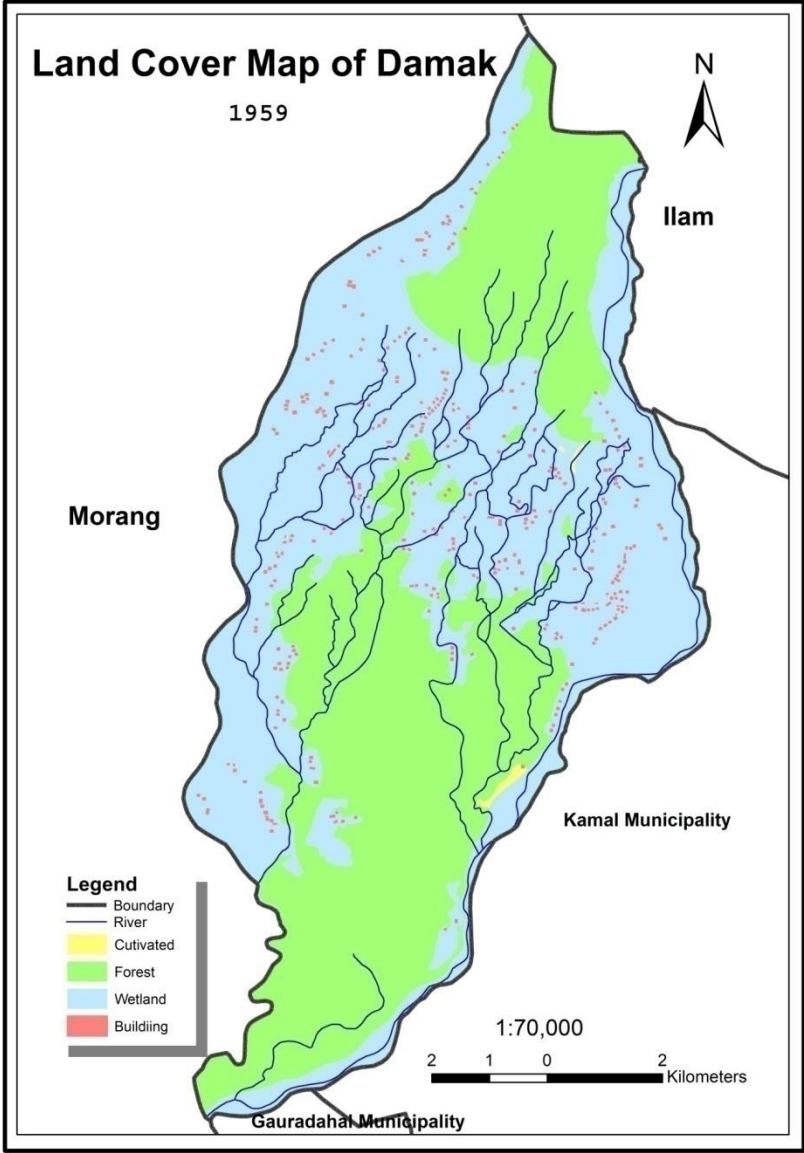 Land Cover Map of Damak
1959
N
Ilam
Morang
Kamal Municipality
Legend
Boundary
River
Cutivated
Forest
Wetland
Buildiing
1:70,000
2 1 0 2
Kilometers
Gauradahal Municipality